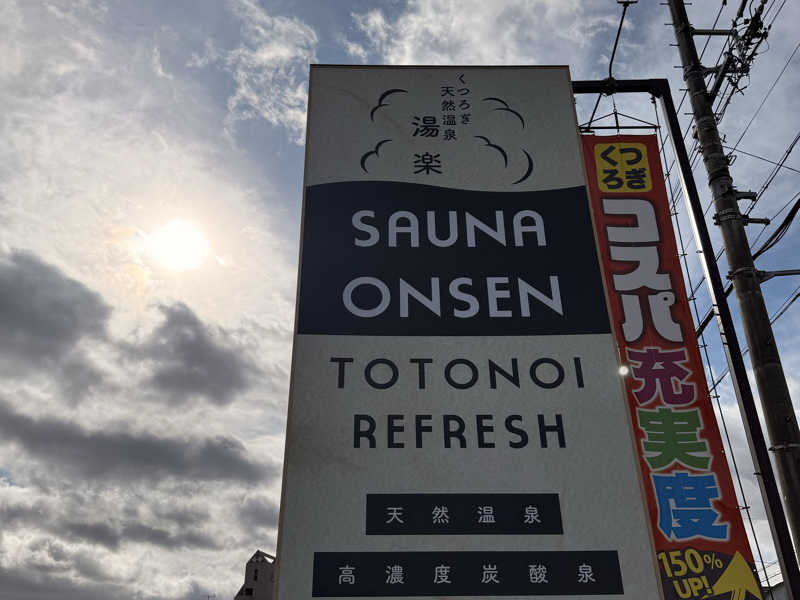 くつろぎ
天然温泉
湯楽
SAUNA
ONSEN
TOTONOI
REFRESH
天然温泉
高濃度炭酸泉
くつ
ろぎ
コスパ充実度
150%
UP!